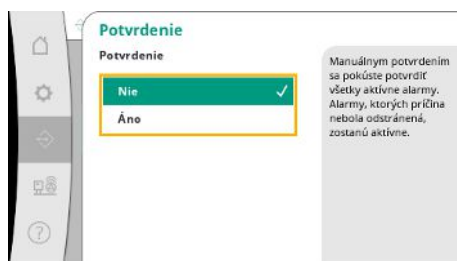 Potvrdenie
Potvrdenie
Nie
Áno
Manuálnym potvrdením
sa pokúste potvrdiť
všetky aktívne alarmy.
Alarmy, ktorých príčina
nebola odstránená,
zostanú aktívne.
?